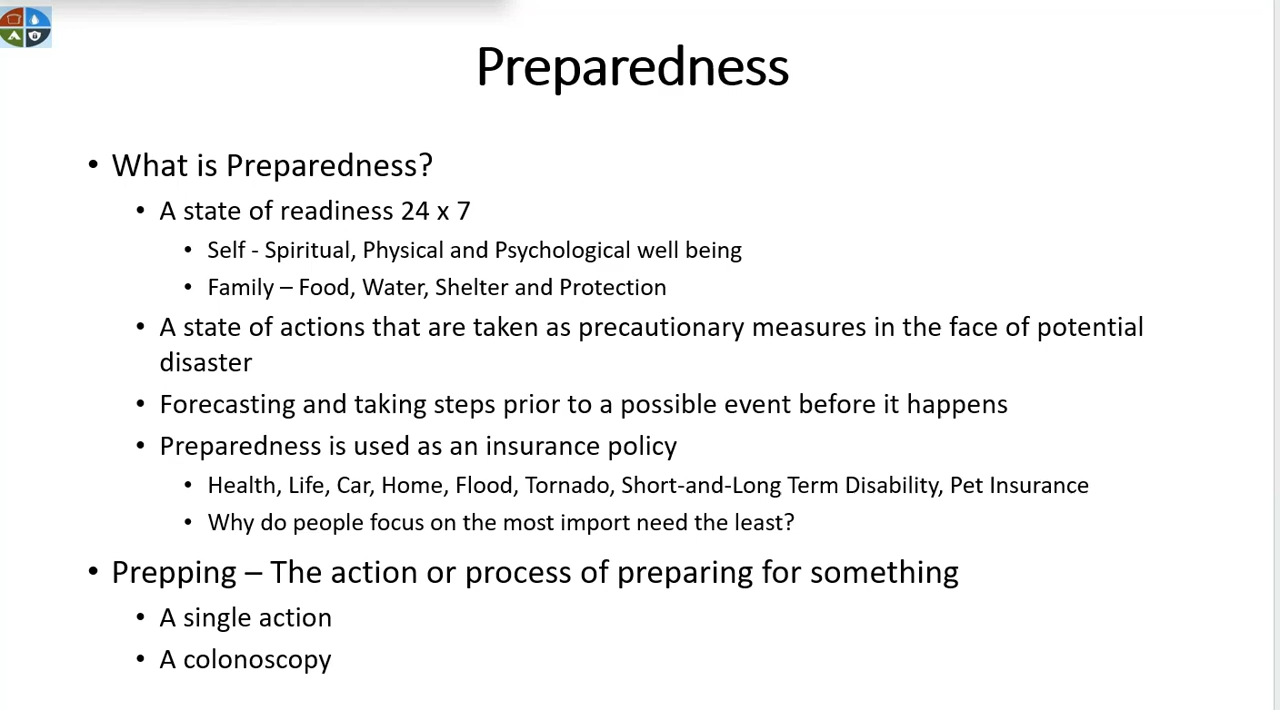 Preparedness
• What is Preparedness?
• A state of readiness 24 x 7
• Self - Spiritual, Physical and Psychological well being
• Family – Food, Water, Shelter and Protection
• A state of actions that are taken as precautionary measures in the face of potential
disaster
• Forecasting and taking steps prior to a possible event before it happens
• Preparedness is used as an insurance policy
• Health, Life, Car, Home, Flood, Tornado, Short-and-Long Term Disability, Pet Insurance
• Why do people focus on the most import need the least?
• Prepping – The action or process of preparing for something
• A single action
• A colonoscopy